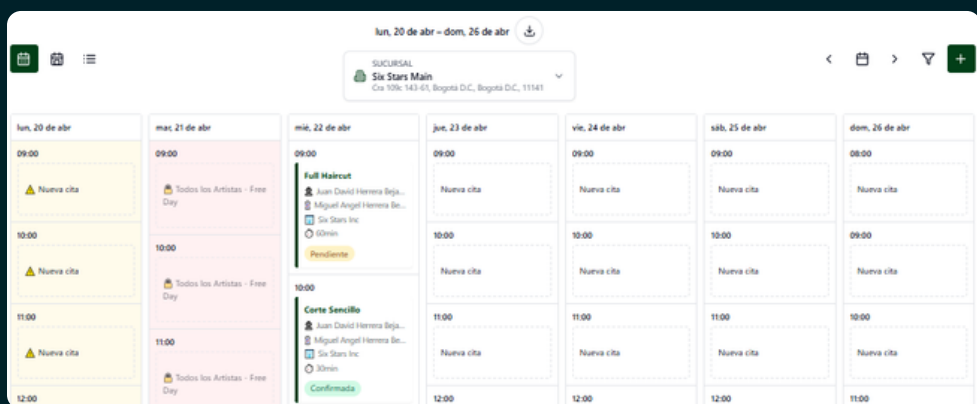 lun, 20 de abr – dom, 26 de abr
SUCURSAL
Six Stars Main
Cra 109c 143-61, Bogotá D.C., Bogotá D.C., 11141
lun, 20 de abr
mar, 21 de abr
mié, 22 de abr
jue, 23 de abr
vie, 24 de abr
sáb, 25 de abr
dom, 26 de abr
09:00
Nueva cita
10:00
Nueva cita
11:00
Nueva cita
12:00
09:00
Todos los Artistas - Free
Day
10:00
Todos los Artistas - Free
Day
11:00
Todos los Artistas - Free
Day
09:00
Full Haircut
Juan David Herrera Beja...
Miguel Angel Herrera Be...
Six Stars Inc
60min
Pendiente
10:00
Corte Sencillo
Juan David Herrera Beja...
Miguel Angel Herrera Be...
Six Stars Inc
30min
Confirmada
09:00
Nueva cita
10:00
Nueva cita
11:00
Nueva cita
12:00
09:00
Nueva cita
10:00
Nueva cita
11:00
Nueva cita
12:00
09:00
Nueva cita
10:00
Nueva cita
11:00
Nueva cita
12:00
08:00
Nueva cita
09:00
Nueva cita
10:00
Nueva cita
11:00